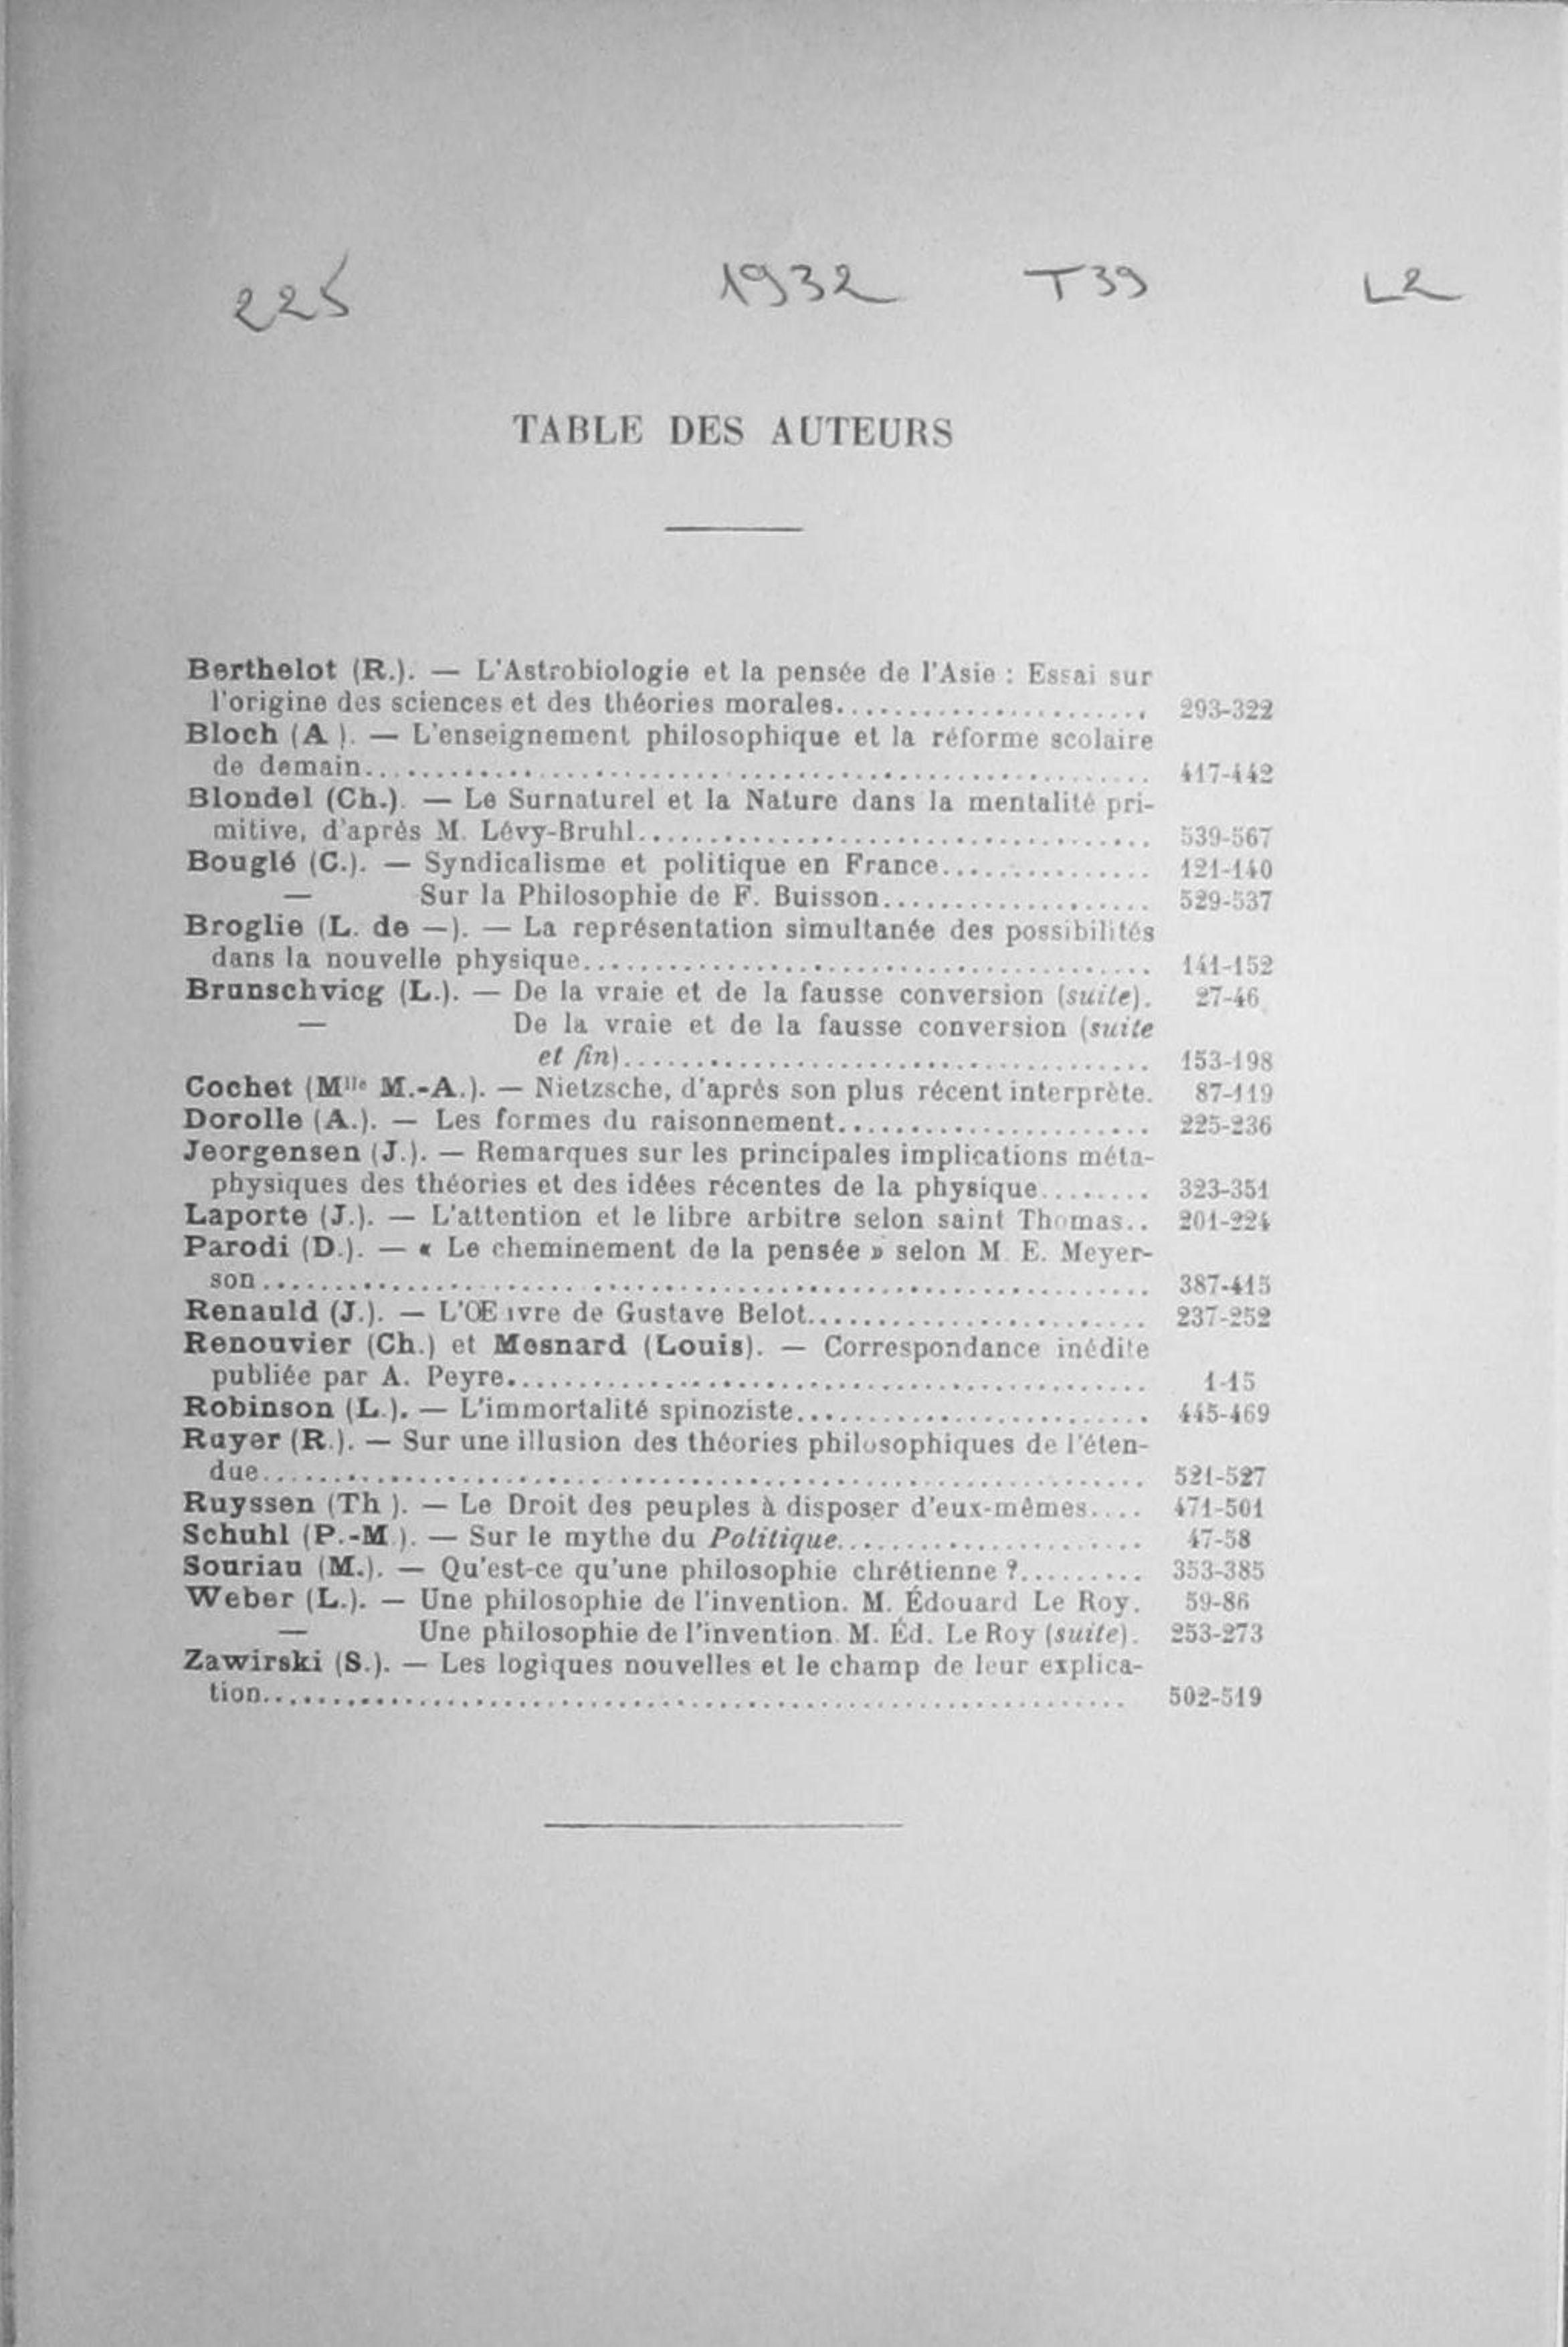 225 1932 T39 L2
TABLE DES AUTEURS
Berthelot (R.). — L'Astrobiologie et la pensée de l'Asie : Essai sur
l'origine des sciences et des théories morales........................ 293-322
Bloch (A ). — L'enseignement philosophique et la réforme scolaire
de demain........................ 417-442
Blondel (Ch.). — Le Surnaturel et la Nature dans la mentalité pri-
mitive, d'après M. Lévy-Bruhl........................ 539-567
Bouglé (C.). — Syndicalisme et politique en France............... 121-140
— Sur la Philosophie de F. Buisson................... 529-537
Broglie (L. de —). — La représentation simultanée des possibilités
dans la nouvelle physique........................ 141-152
Brunschvicg (L.). — De la vraie et de la fausse conversion (suite). 27-46
— De la vraie et de la fausse conversion (suite
et fin)........................ 153-198
Cochet (Mlle M.-A.). — Nietzsche, d'après son plus récent interprète. 87-119
Dorolle (A.). — Les formes du raisonnement...................... 225-236
Jeorgensen (J.). — Remarques sur les principales implications méta-
physiques des théories et des idées récentes de la physique........ 323-351
Laporte (J.). — L'attention et le libre arbitre selon saint Thomas.. 201-224
Parodi (D.). — « Le cheminement de la pensée » selon M. E. Meyer-
son........................ 387-415
Renauld (J.). — L'OE ivre de Gustave Belot........................ 237-252
Renouvier (Ch.) et Mesnard (Louis). — Correspondance inédite
publiée par A. Peyre........................ 1-15
Robinson (L.). — L'immortalité spinoziste........................ 445-469
Ruyer (R.). — Sur une illusion des théories philosophiques de l'éten-
due........................ 521-527
Ruyssen (Th ). — Le Droit des peuples à disposer d'eux-mêmes.... 471-501
Schuhl (P.-M.). — Sur le mythe du Politique..................... 47-58
Souriau (M.). — Qu'est-ce qu'une philosophie chrétienne ?......... 353-385
Weber (L.). — Une philosophie de l'invention. M. Édouard Le Roy. 59-86
— Une philosophie de l'invention. M. Éd. Le Roy (suite). 253-273
Zawirski (S.). — Les logiques nouvelles et le champ de leur explica-
tion........................ 502-519